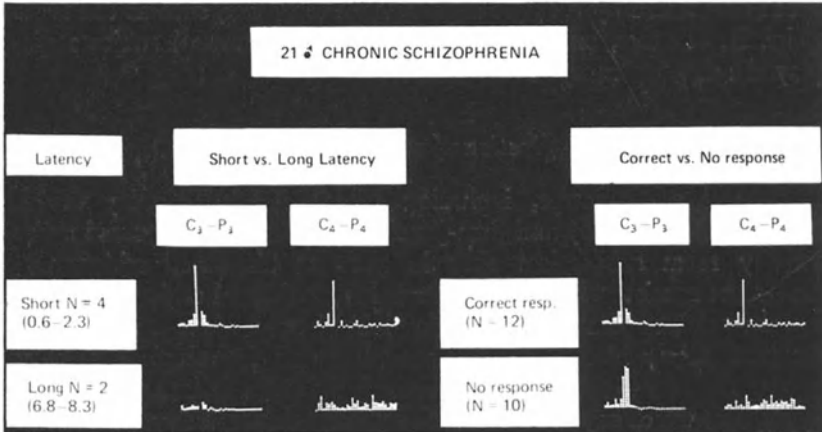 21 ♂ CHRONIC SCHIZOPHRENIA
Latency
Short vs. Long Latency
Correct vs. No response
C₃–P₃
C₄–P₄
C₃–P₃
C₄–P₄
Short N = 4
(0.6–2.3)
Correct resp.
(N = 12)
Long N = 2
(6.8–8.3)
No response
(N = 10)